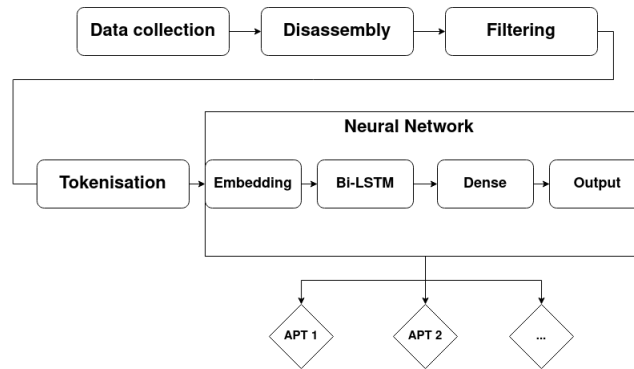 Data collection
Disassembly
Filtering
Neural Network
Tokenisation
Embedding
Bi-LSTM
Dense
Output
APT 1
APT 2
...